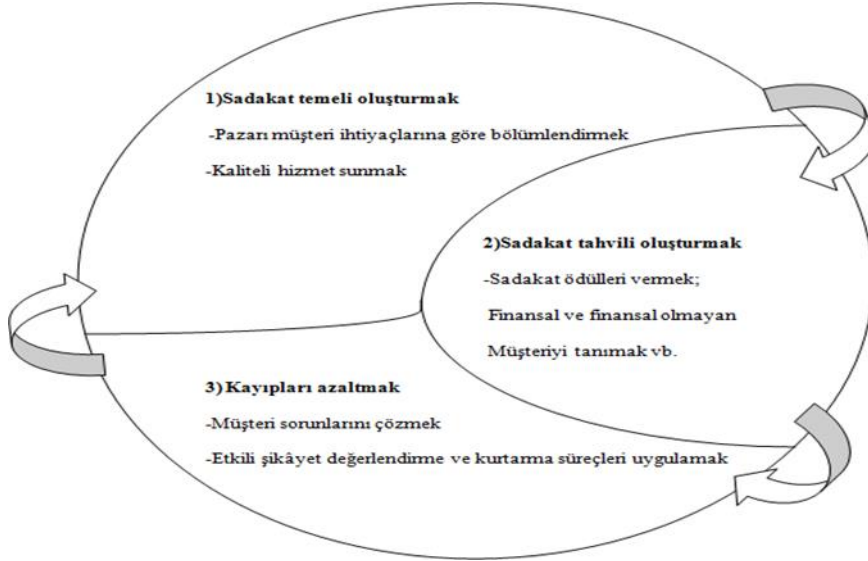 1)Sadakat temeli oluşturmak
-Pazarı müşteri ihtiyaçlarına göre bölümlendirmek
-Kaliteli hizmet sunmak
2)Sadakat tahvili oluşturmak
-Sadakat ödülleri vermek;
Finansal ve finansal olmayan
Müşteriyi tanımak vb.
3) Kayıpları azaltmak
-Müşteri sorunlarını çözmek
-Etkili şikâyet değerlendirme ve kurtarma süreçleri uygulamak